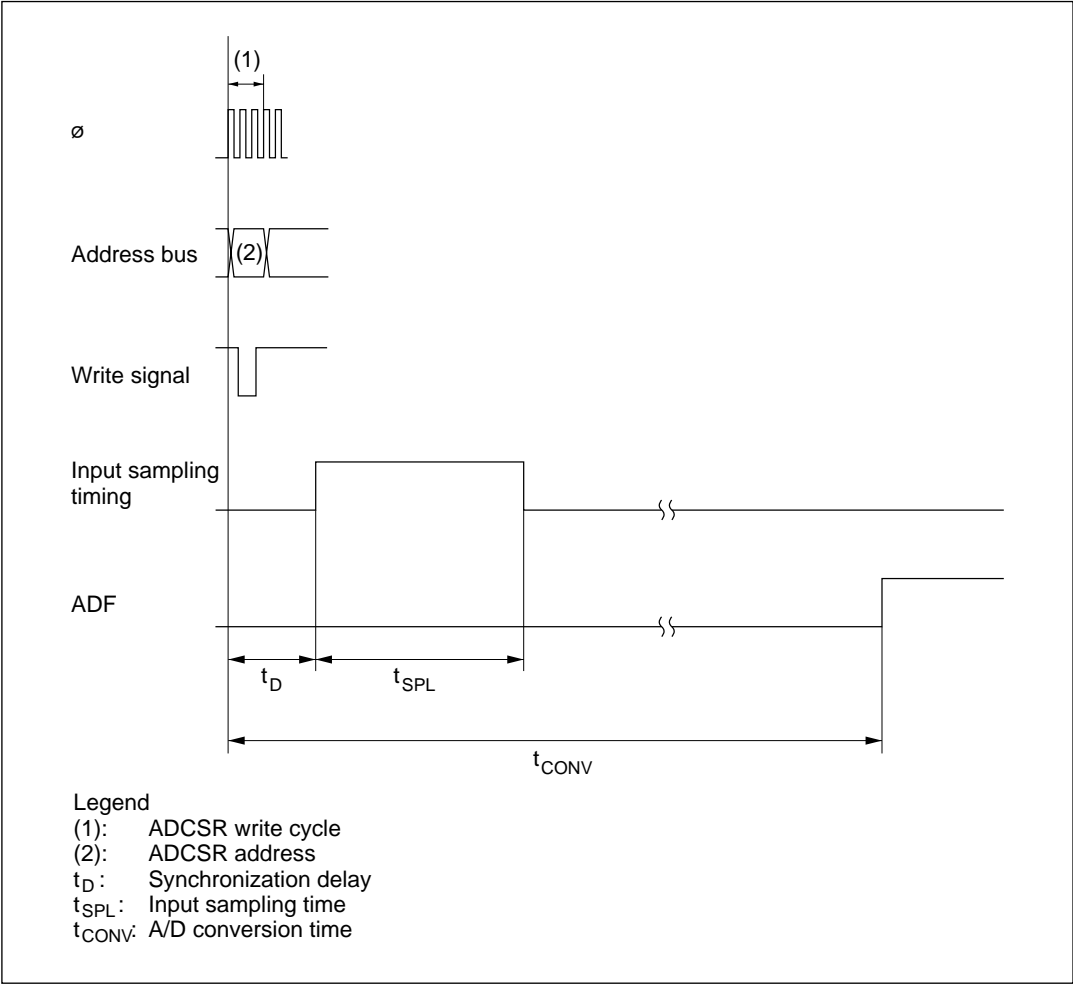 (1)
ø
Address bus
(2)
Write signal
Input sampling
timing
ADF
tD
tSPL
tCONV
Legend
(1): ADCSR write cycle
(2): ADCSR address
tD : Synchronization delay
tSPL : Input sampling time
tCONV: A/D conversion time